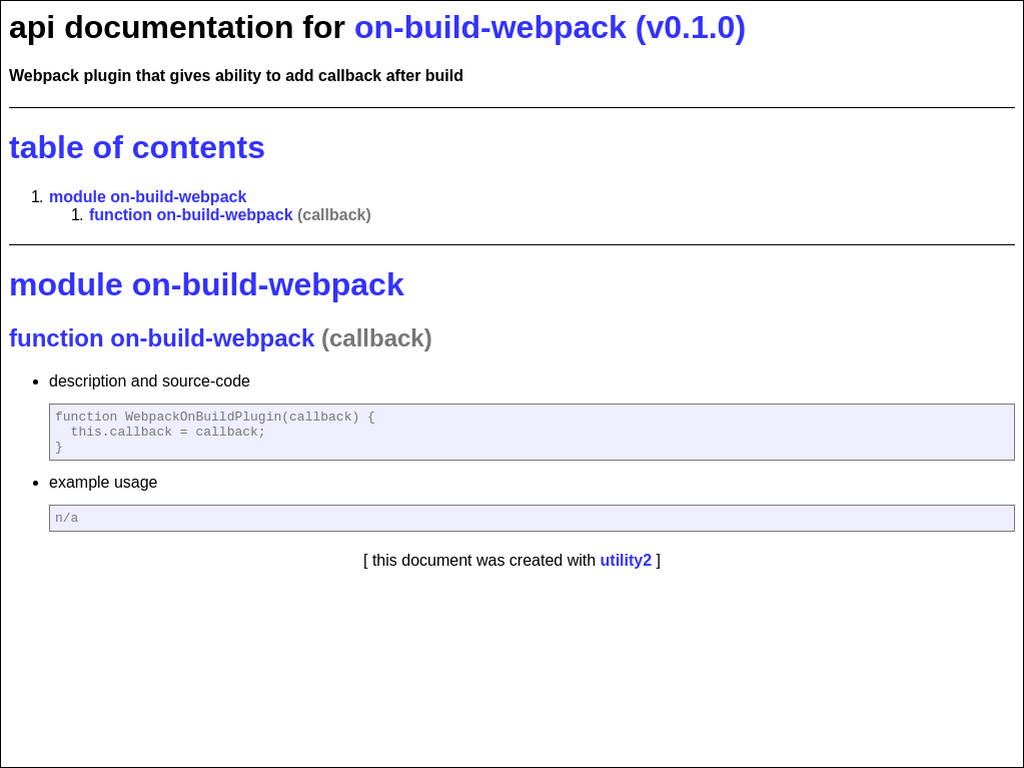 api documentation for on-build-webpack (v0.1.0)
Webpack plugin that gives ability to add callback after build
table of contents
1. module on-build-webpack
1. function on-build-webpack (callback)
module on-build-webpack
function on-build-webpack (callback)
• description and source-code
function WebpackOnBuildPlugin(callback) {
  this.callback = callback;
}
• example usage
n/a
[ this document was created with utility2 ]